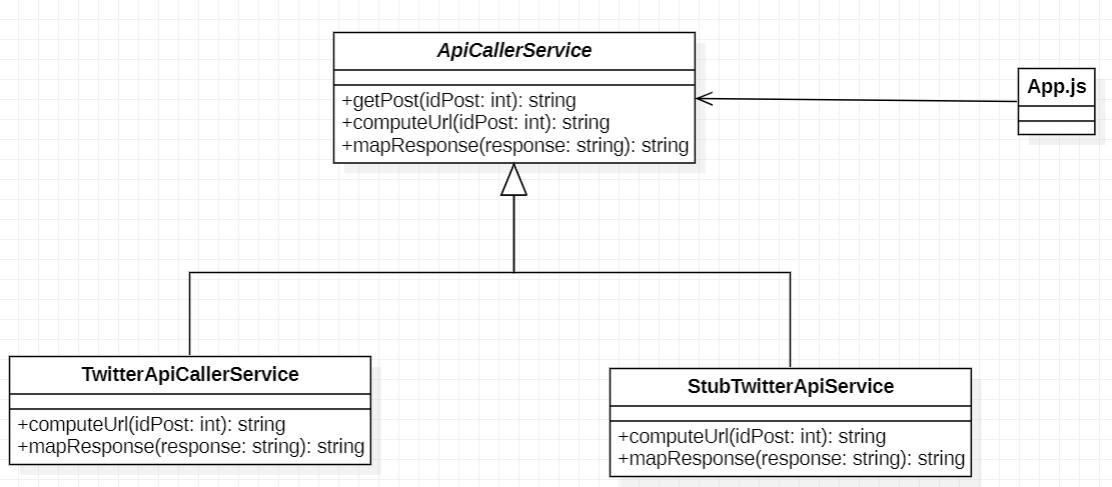 ApiCallerService
+getPost(idPost: int): string
+computeUrl(idPost: int): string
+mapResponse(response: string): string
App.js
TwitterApiCallerService
+computeUrl(idPost: int): string
+mapResponse(response: string): string
StubTwitterApiService
+computeUrl(idPost: int): string
+mapResponse(response: string): string